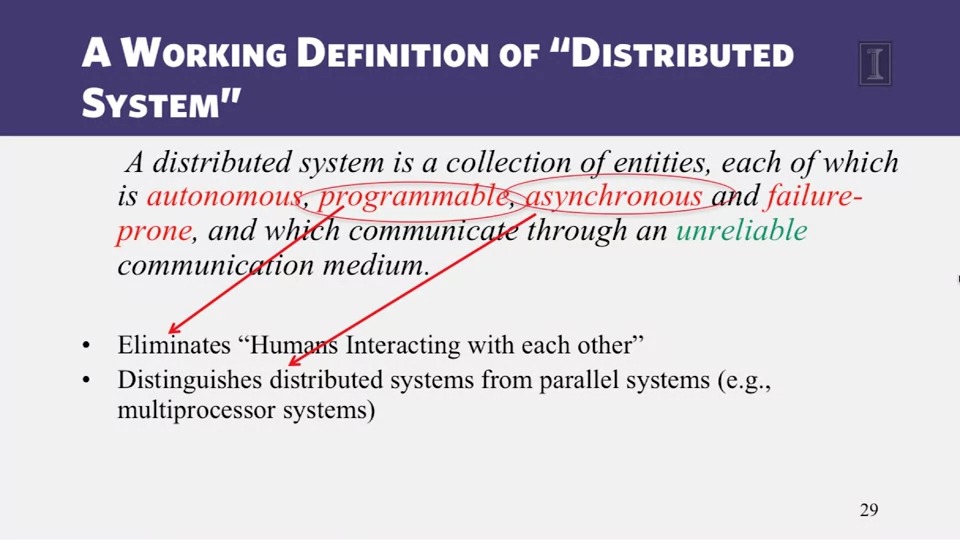 A WORKING DEFINITION OF “DISTRIBUTED
SYSTEM”
A distributed system is a collection of entities, each of which
is autonomous, programmable, asynchronous and failure-
prone, and which communicate through an unreliable
communication medium.
• Eliminates “Humans Interacting with each other”
• Distinguishes distributed systems from parallel systems (e.g.,
multiprocessor systems)
29